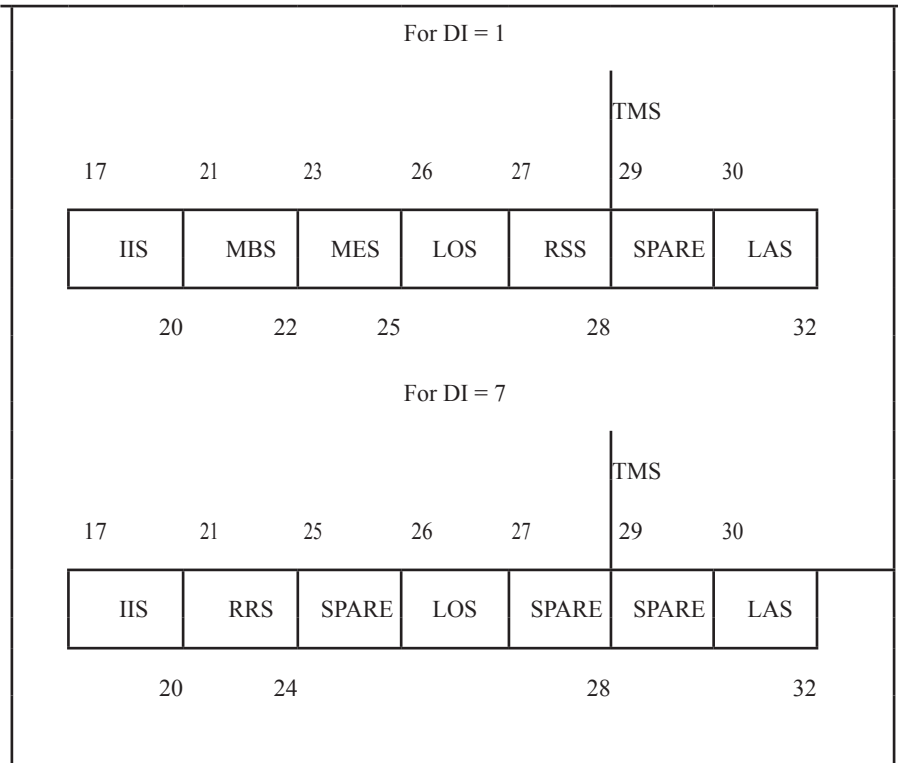 For DI = 1
TMS
17 21 23 26 27 29 30
IIS MBS MES LOS RSS SPARE LAS
20 22 25 28 32
For DI = 7
TMS
17 21 25 26 27 29 30
IIS RRS SPARE LOS SPARE SPARE LAS
20 24 28 32